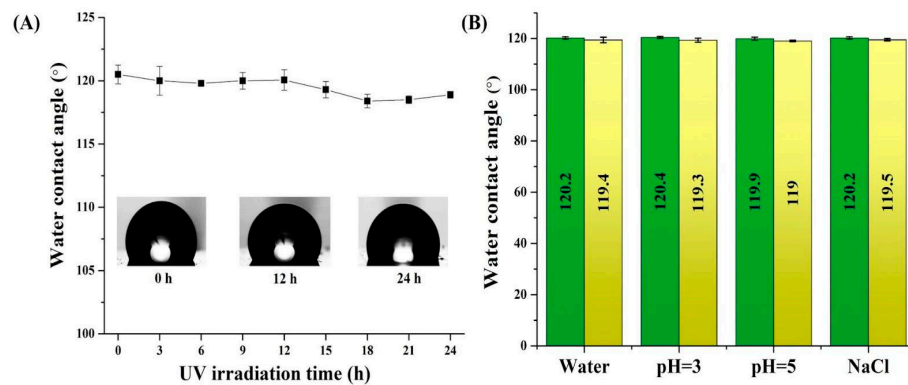 (A)
Water contact angle (°)
125
120
115
110
105
100
0 h
12 h
24 h
0 3 6 9 12 15 18 21 24
UV irradiation time (h)
(B)
Water contact angle (°)
120
100
80
60
40
20
0
120.2
119.4
120.4
119.3
119.9
119
120.2
119.5
Water pH=3 pH=5 NaCl